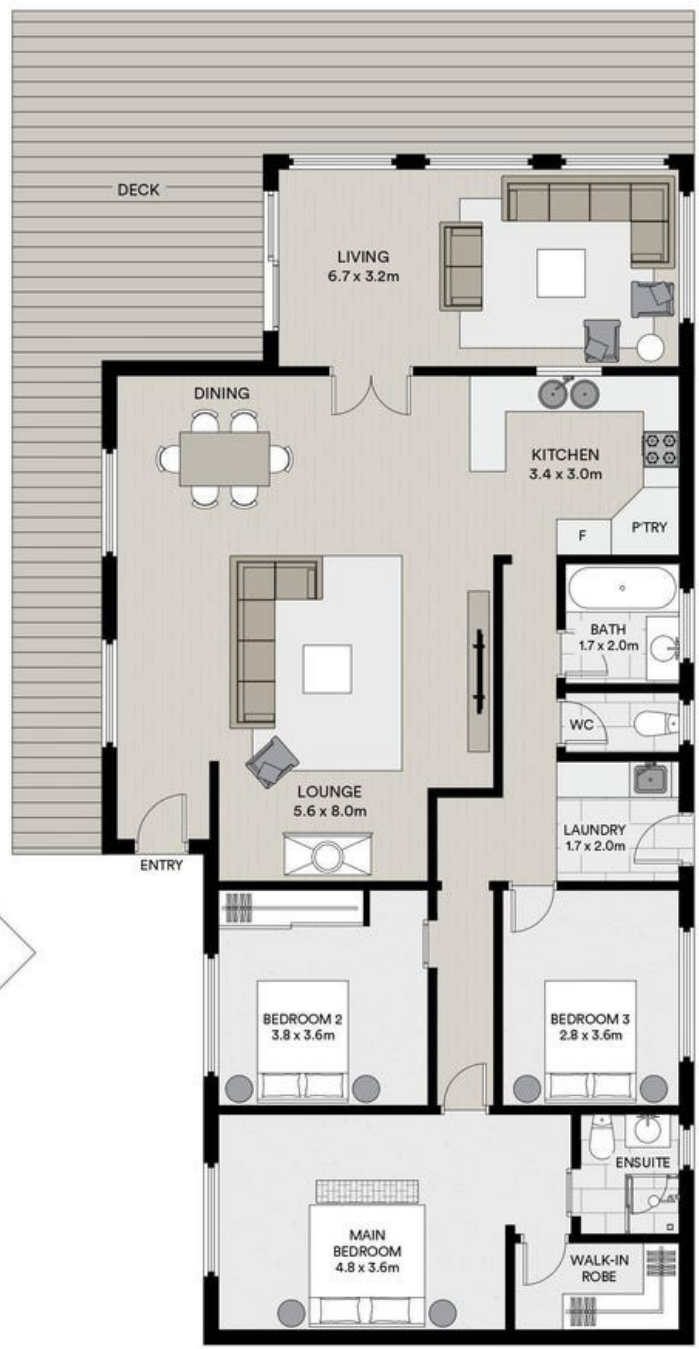 DECK
LIVING
6.7 x 3.2m
DINING
KITCHEN
3.4 x 3.0m
F
P'TRY
BATH
1.7 x 2.0m
WC
LOUNGE
5.6 x 8.0m
LAUNDRY
1.7 x 2.0m
ENTRY
BEDROOM 2
3.8 x 3.6m
BEDROOM 3
2.8 x 3.6m
ENSUITE
MAIN
BEDROOM
4.8 x 3.6m
WALK-IN
ROBE